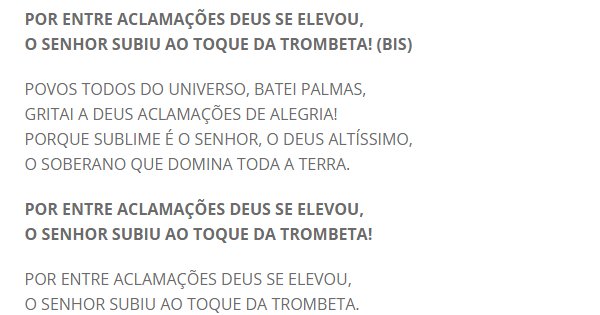 POR ENTRE ACLAMAÇÕES DEUS SE ELEVOU,
O SENHOR SUBIU AO TOQUE DA TROMBETA! (BIS)
POVOS TODOS DO UNIVERSO, BATEI PALMAS,
GRITAI A DEUS ACLAMAÇÕES DE ALEGRIA!
PORQUE SUBLIME É O SENHOR, O DEUS ALTÍSSIMO,
O SOBERANO QUE DOMINA TODA A TERRA.
POR ENTRE ACLAMAÇÕES DEUS SE ELEVOU,
O SENHOR SUBIU AO TOQUE DA TROMBETA!
POR ENTRE ACLAMAÇÕES DEUS SE ELEVOU,
O SENHOR SUBIU AO TOQUE DA TROMBETA.